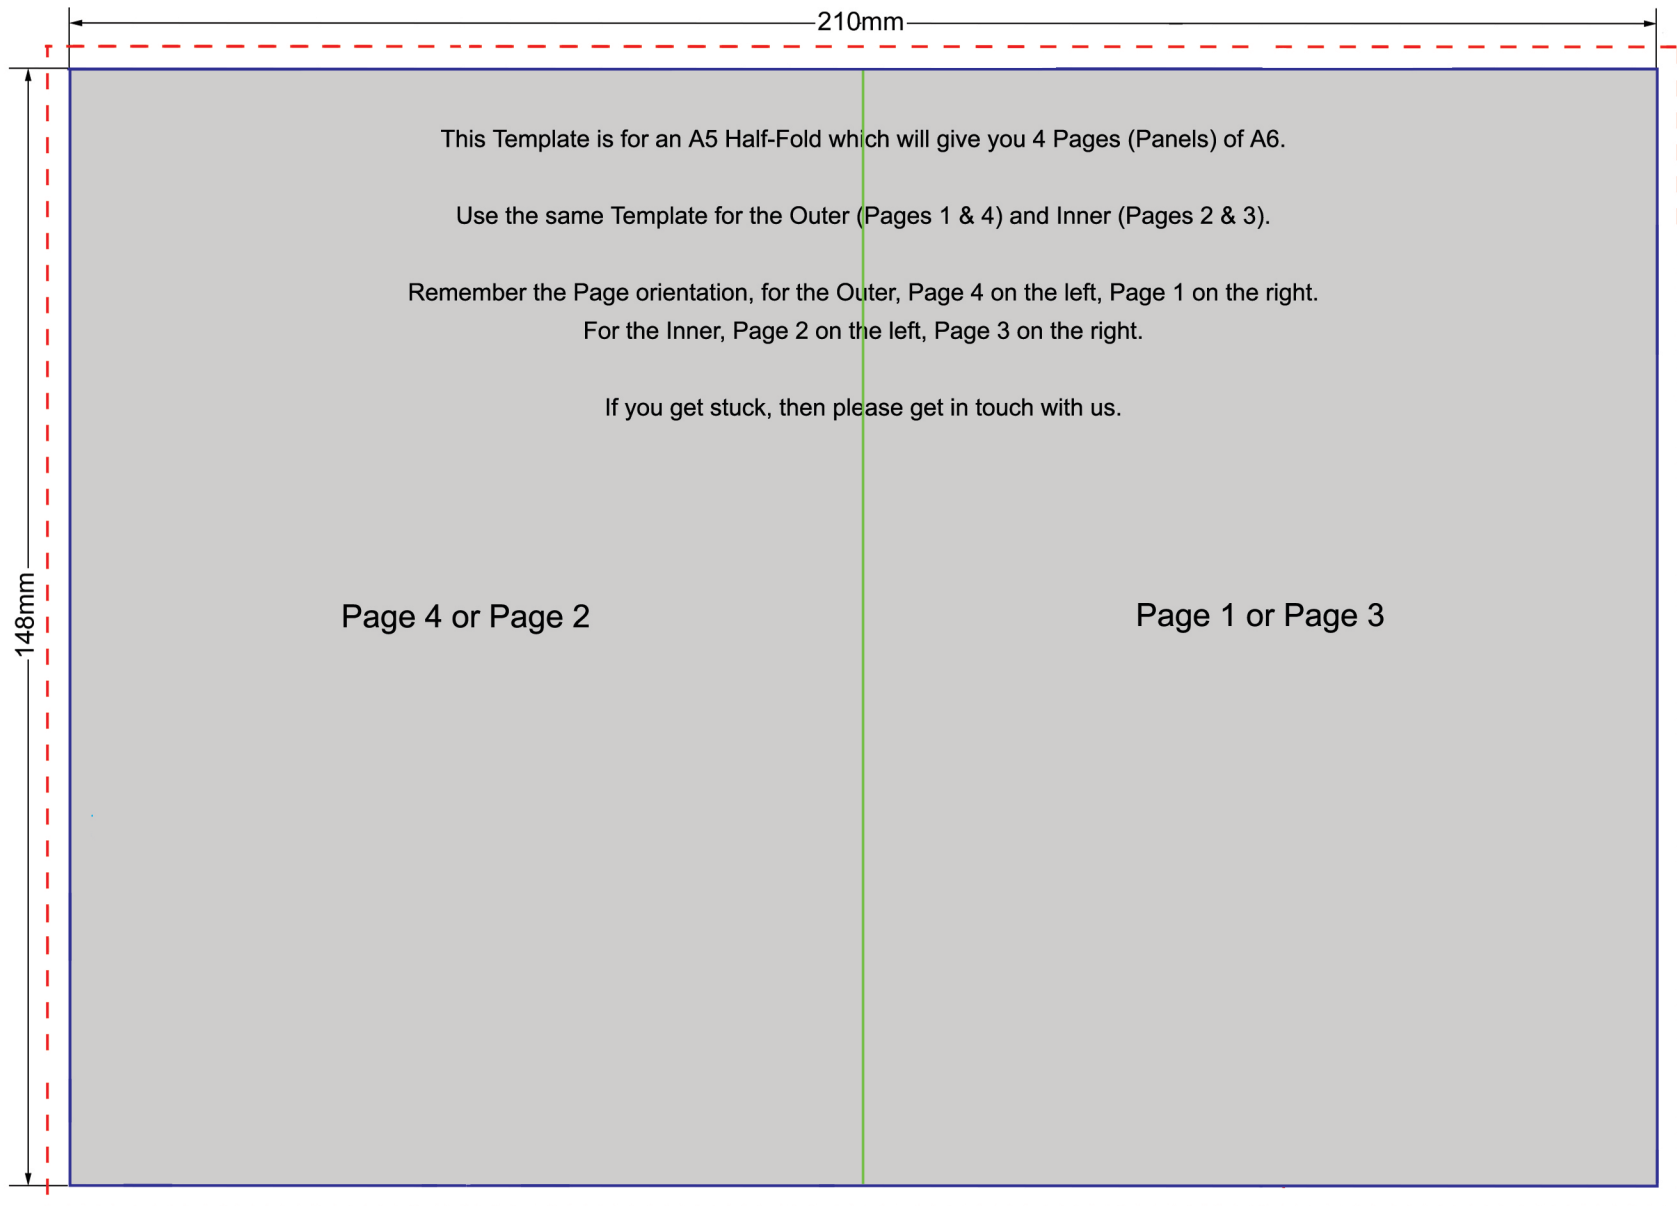 210mm
This Template is for an A5 Half-Fold which will give you 4 Pages (Panels) of A6.
Use the same Template for the Outer (Pages 1 & 4) and Inner (Pages 2 & 3).
Remember the Page orientation, for the Outer, Page 4 on the left, Page 1 on the right.
For the Inner, Page 2 on the left, Page 3 on the right.
If you get stuck, then please get in touch with us.
148mm
Page 4 or Page 2
Page 1 or Page 3